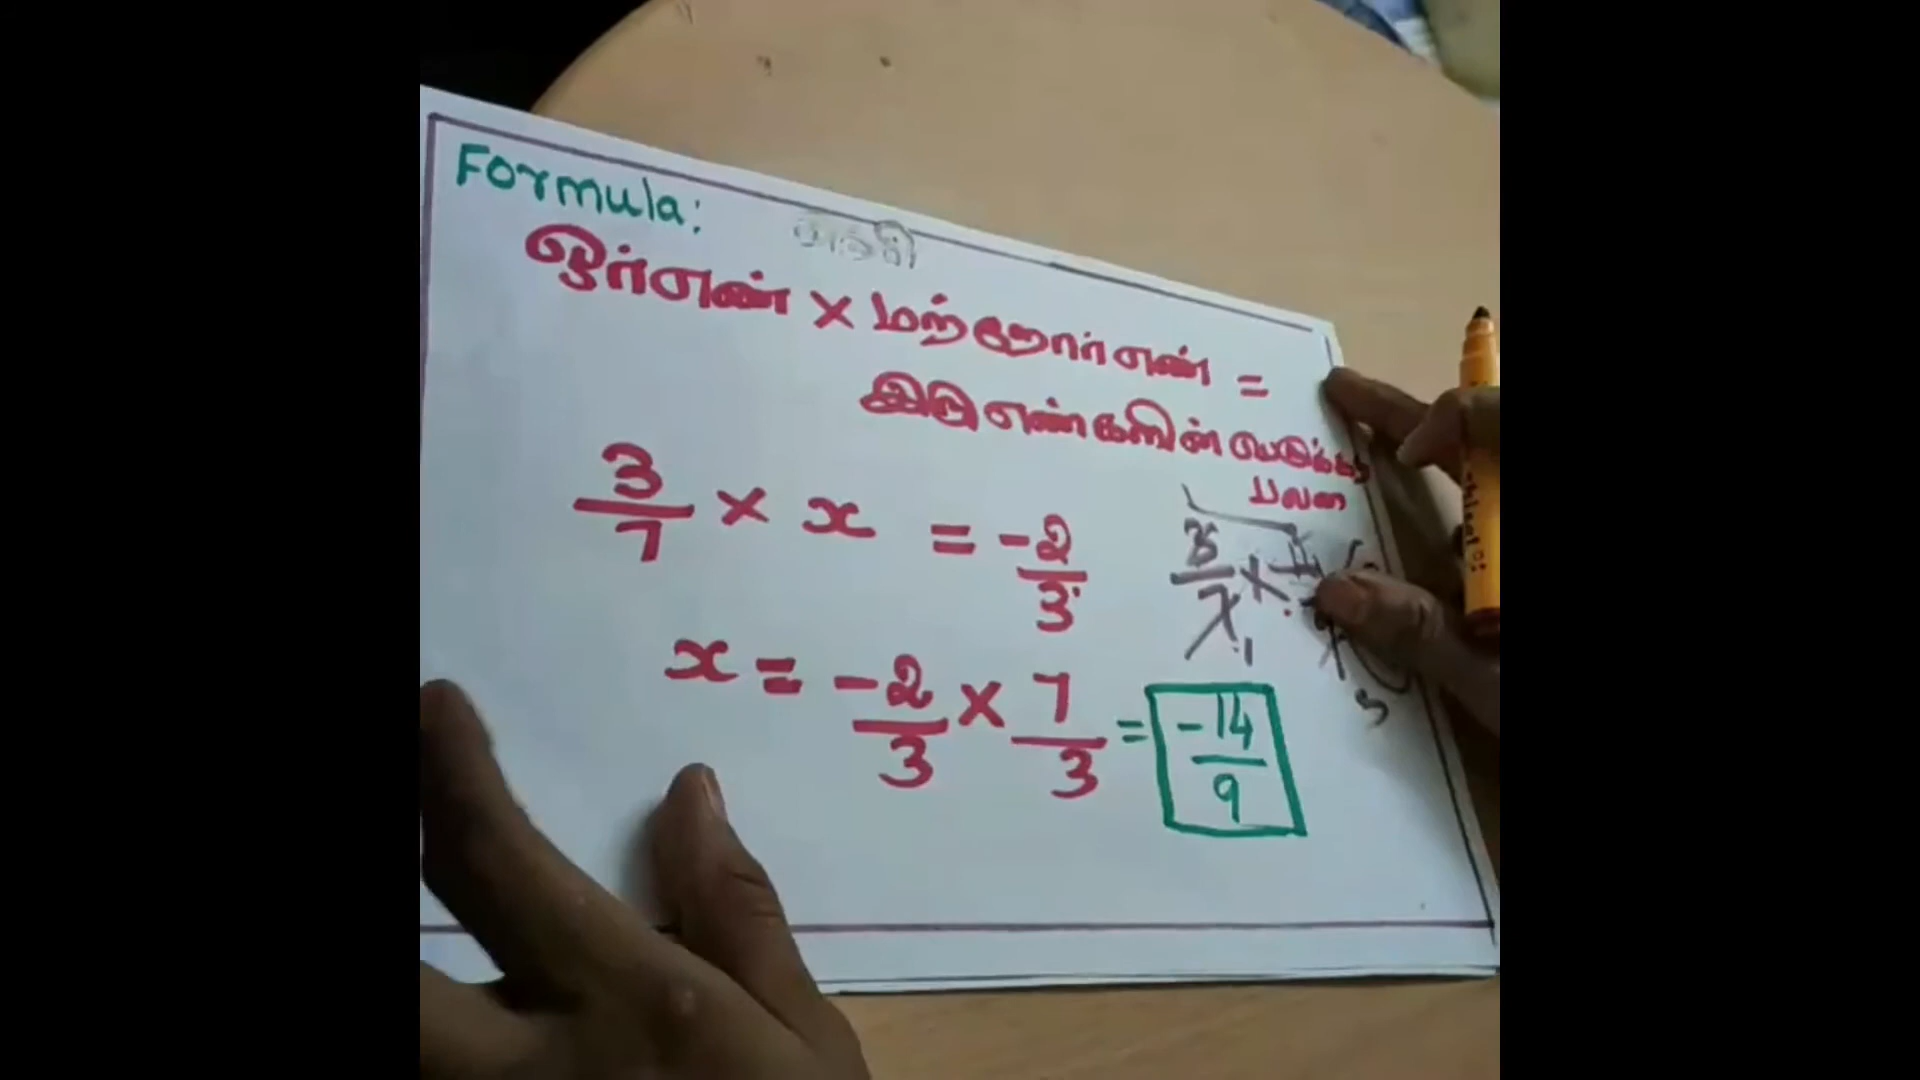 Formula:
ஓர்எண் × மற்றோர்எண் =
இரு எண்களின் பெருக்கற்
பலன்
3/7 × x = -2/3
x = -2/3 × 7/3 = -14/9